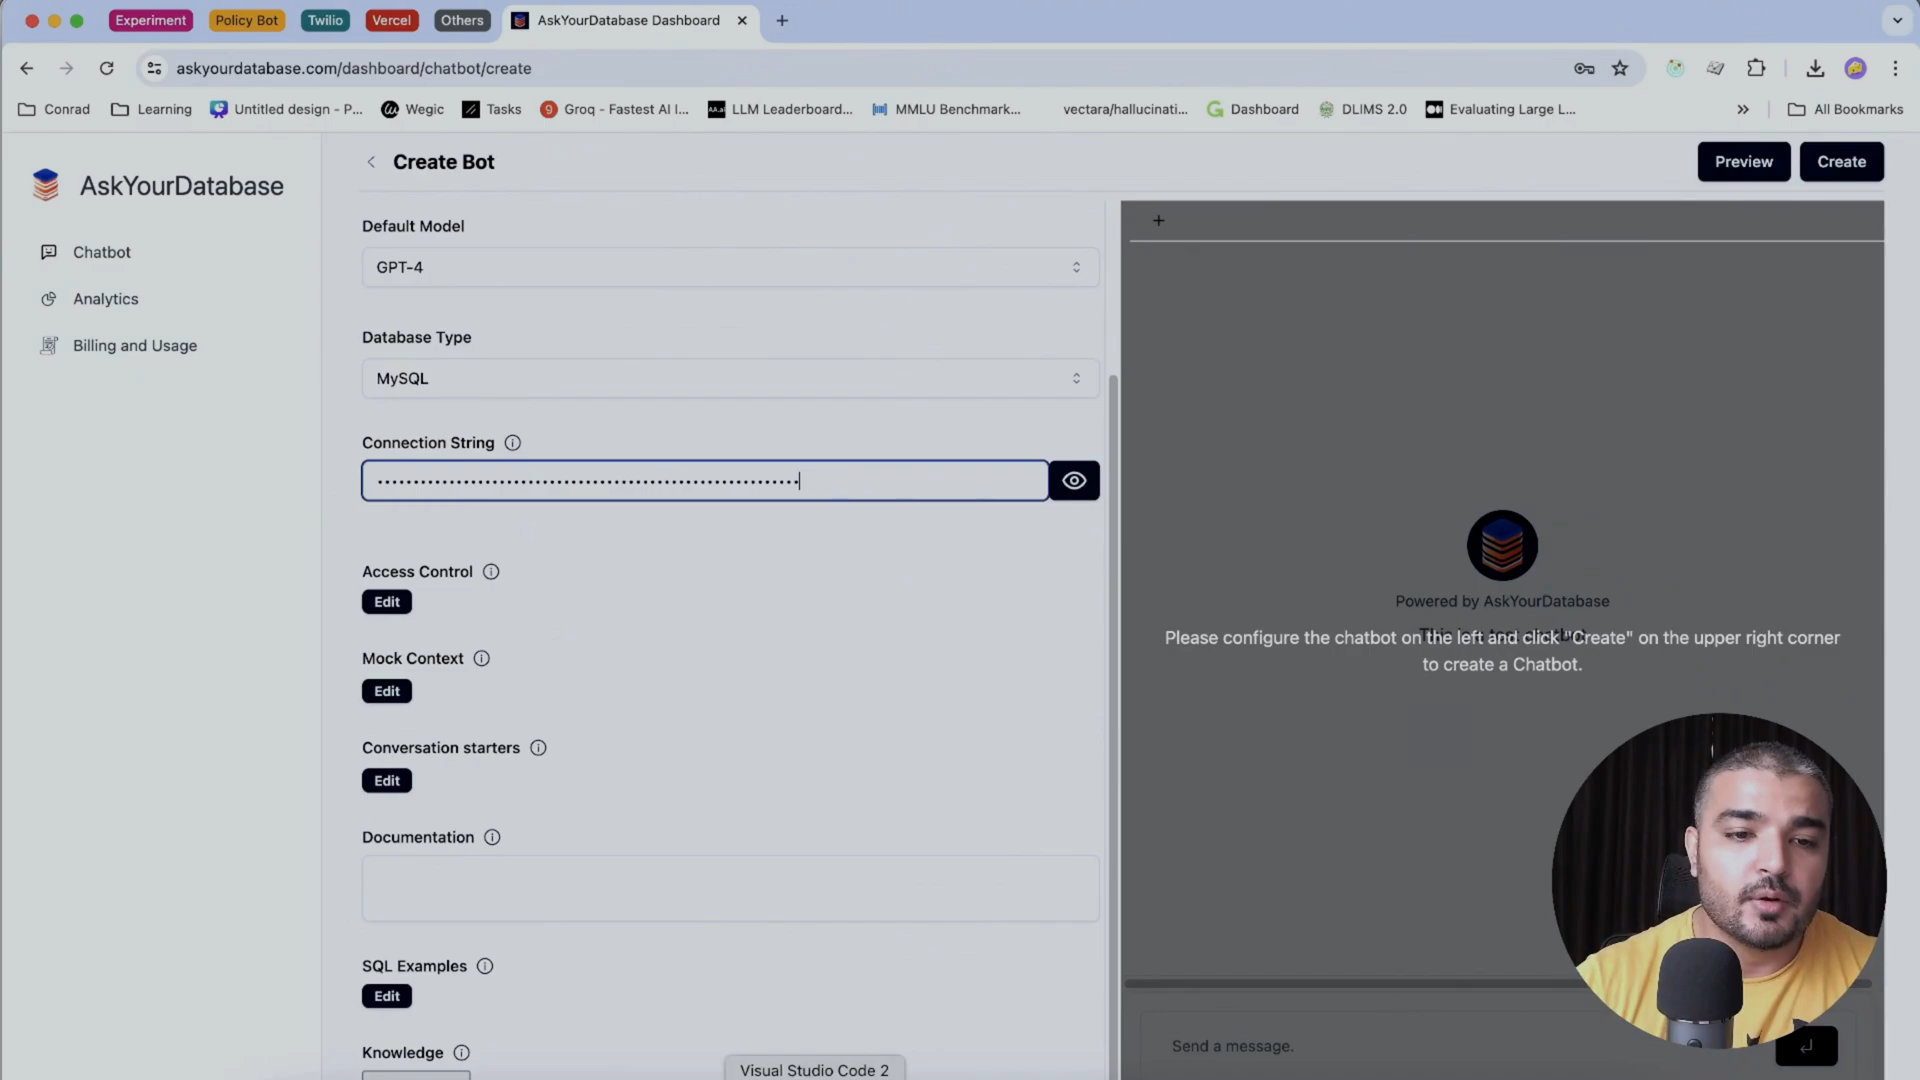 Experiment
Policy Bot
Twilio
Vercel
Others
AskYourDatabase Dashboard
askyourdatabase.com/dashboard/chatbot/create
Conrad
Learning
Untitled design - P...
Wegic
Tasks
Groq - Fastest AI I...
LLM Leaderboard...
MMLU Benchmark...
vectara/hallucinati...
Dashboard
DLIMS 2.0
Evaluating Large L...
All Bookmarks
AskYourDatabase
Chatbot
Analytics
Billing and Usage
Create Bot
Preview
Create
Default Model
GPT-4
Database Type
MySQL
Connection String
Access Control
Edit
Mock Context
Edit
Conversation starters
Edit
Documentation
SQL Examples
Edit
Knowledge
Powered by AskYourDatabase
Please configure the chatbot on the left and click "Create" on the upper right corner
to create a Chatbot.
Send a message.
Visual Studio Code 2